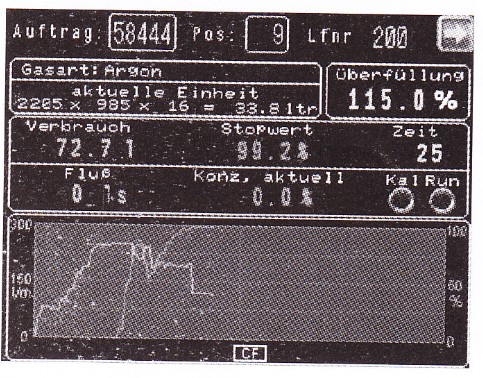 Auftrag 58444 Pos: 9 Lfnr 200
Gasart: Argon
aktuelle Einheit
2205 x 985 x 16 = 33.8ltr
Überfüllung
115.0 %
Verbrauch Stopwert Zeit
72.7 l 99.2% 25
Fluß Konz, aktuell Kal Run
0 ls 0.0 %
300 100
150 50
l/m %
0 0
CF